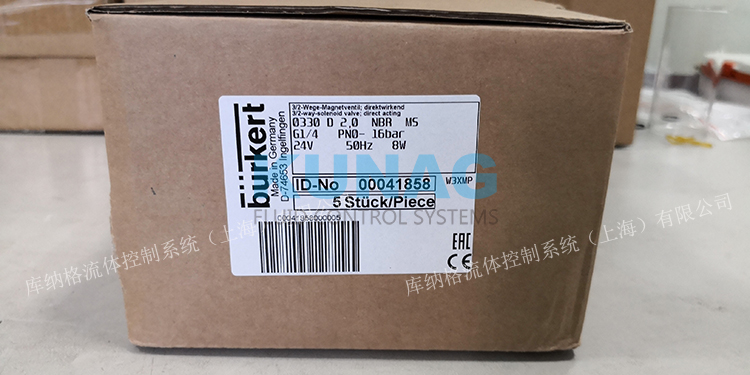 bürkert
Made in Germany
D-74653 Ingelfingen
3/2-Wege-Magnetventil; direktwirkend
3/2-way-solenoid valve; direct acting
0330 D 2,0 NBR MS
G1/4 PN0- 16bar
24V 50Hz 8W
ID-No 00041858
W3XMP
5 Stück/Piece
KUNAG
FLUID CONTROL SYSTEMS
00041858000005
EAC
CE
库纳格流体控制系统（上海）有限公司
库纳格流体控制系统（上海）有限公司